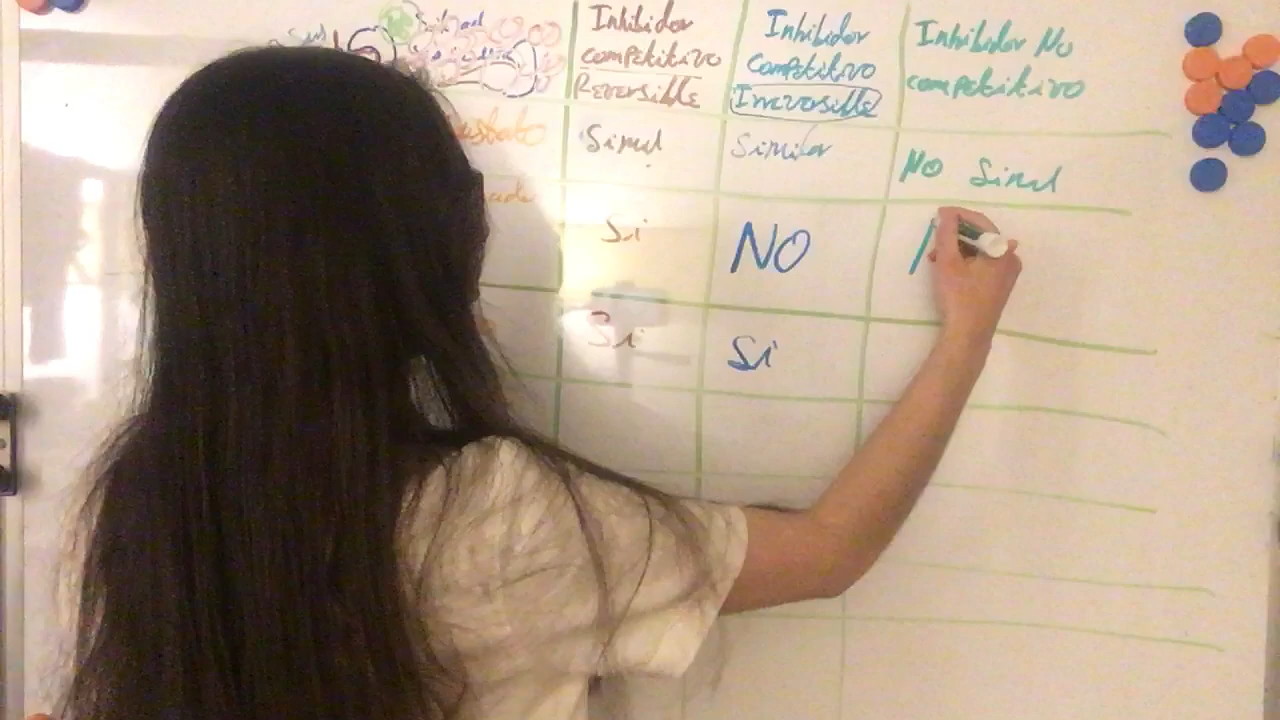 Inhibidor
competitivo
Reversible
Inhibidor
Competitivo
Irreversible
Inhibidor No
competitivo
Simil
Similar
No Simil
Si
NO
Si
Si